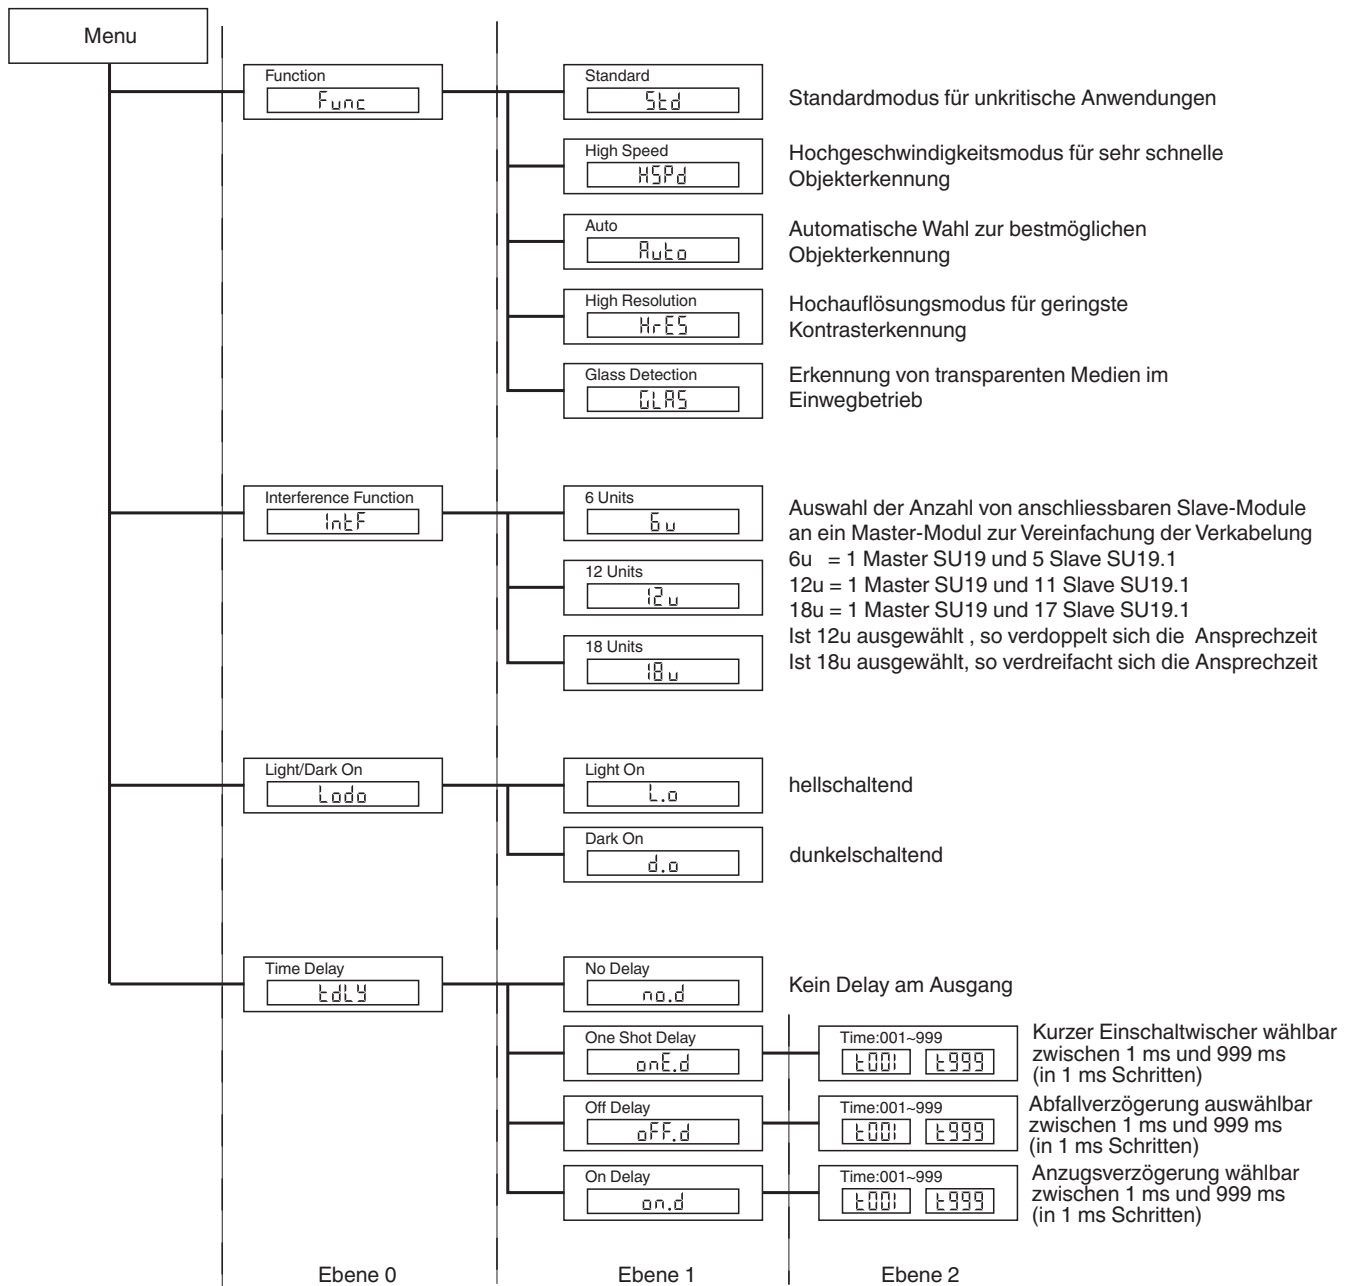 Menu
Function
Func
Standard
Std
Standardmodus für unkritische Anwendungen
High Speed
HSPd
Hochgeschwindigkeitsmodus für sehr schnelle
Objekterkennung
Auto
Auto
Automatische Wahl zur bestmöglichen
Objekterkennung
High Resolution
HrES
Hochauflösungsmodus für geringste
Kontrasterkennung
Glass Detection
GLAS
Erkennung von transparenten Medien im
Einwegbetrieb
Interference Function
IntF
6 Units
6u
12 Units
12u
18 Units
18u
Auswahl der Anzahl von anschliessbaren Slave-Module
an ein Master-Modul zur Vereinfachung der Verkabelung
6u = 1 Master SU19 und 5 Slave SU19.1
12u = 1 Master SU19 und 11 Slave SU19.1
18u = 1 Master SU19 und 17 Slave SU19.1
Ist 12u ausgewählt , so verdoppelt sich die Ansprechzeit
Ist 18u ausgewählt, so verdreifacht sich die Ansprechzeit
Light/Dark On
Lodo
Light On
L.o
hellschaltend
Dark On
d.o
dunkelschaltend
Time Delay
tdLY
No Delay
no.d
Kein Delay am Ausgang
One Shot Delay
onE.d
Time:001~999
t001 t999
Kurzer Einschaltwischer wählbar
zwischen 1 ms und 999 ms
(in 1 ms Schritten)
Off Delay
oFF.d
Time:001~999
t001 t999
Abfallverzögerung auswählbar
zwischen 1 ms und 999 ms
(in 1 ms Schritten)
On Delay
on.d
Time:001~999
t001 t999
Anzugsverzögerung wählbar
zwischen 1 ms und 999 ms
(in 1 ms Schritten)
Ebene 0
Ebene 1
Ebene 2